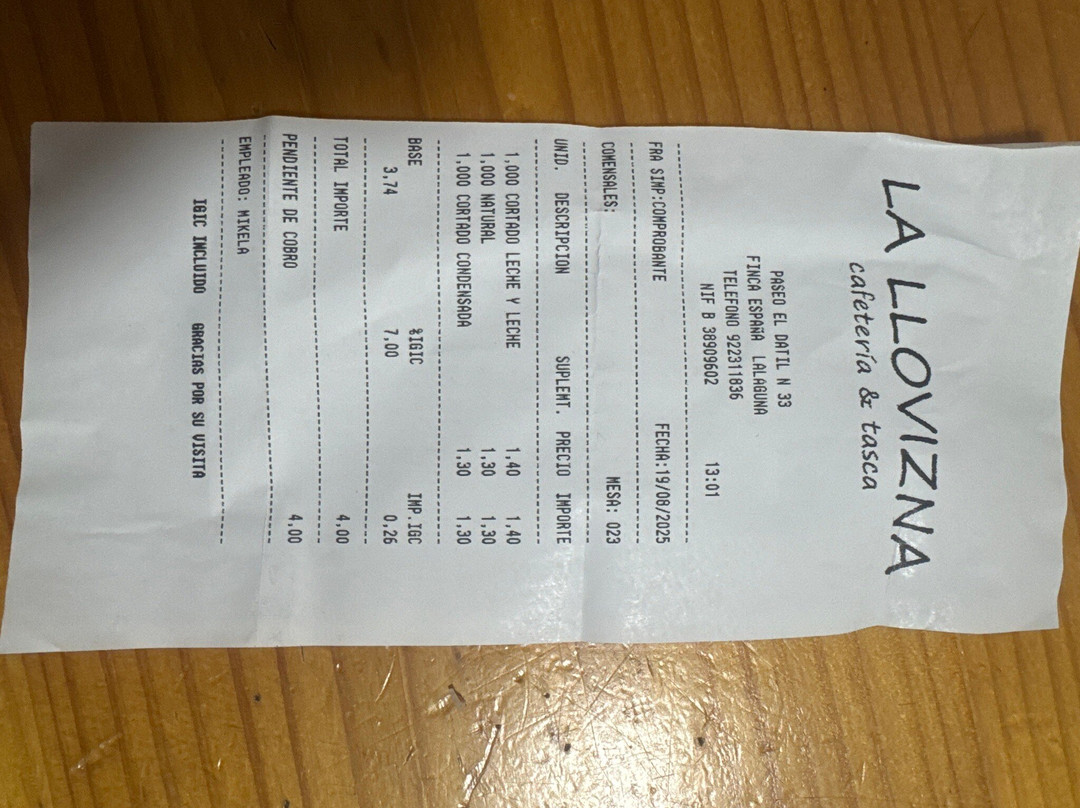 LA LLOVIZNA
cafetería & tasca
PASEO EL DATIL N 33
FINCA ESPAÑA LALAGUNA
TELEFONO 922311836
NIF B 38909602 13:01
FRA SIMP:COMPROBANTE FECHA:19/08/2025
COMENSALES: MESA: 023
UNID. DESCRIPCION SUPLEMT. PRECIO IMPORTE
1,000 CORTADO LECHE Y LECHE 1,40 1,40
1,000 NATURAL 1,30 1,30
1,000 CORTADO CONDENSADA 1,30 1,30
BASE %IGIC IMP.IGC
3,74 7,00 0,26
TOTAL IMPORTE 4,00
PENDIENTE DE COBRO 4,00
EMPLEADO: MIKELA
IGIC INCLUIDO GRACIAS POR SU VISITA